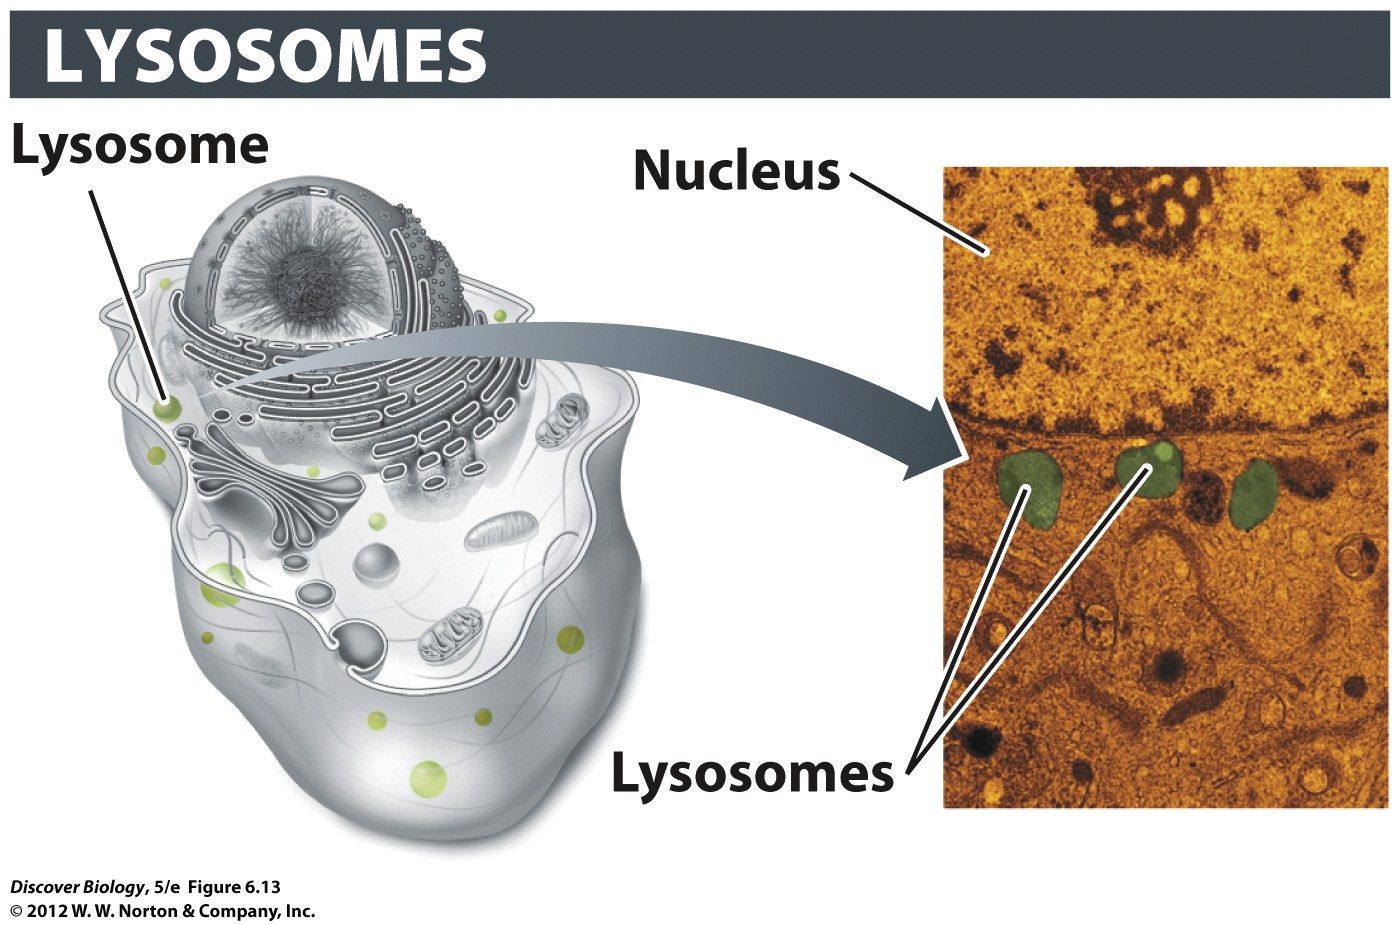 LYSOSOMES
Lysosome
Nucleus
Lysosomes
Discover Biology, 5/e Figure 6.13
© 2012 W. W. Norton & Company, Inc.